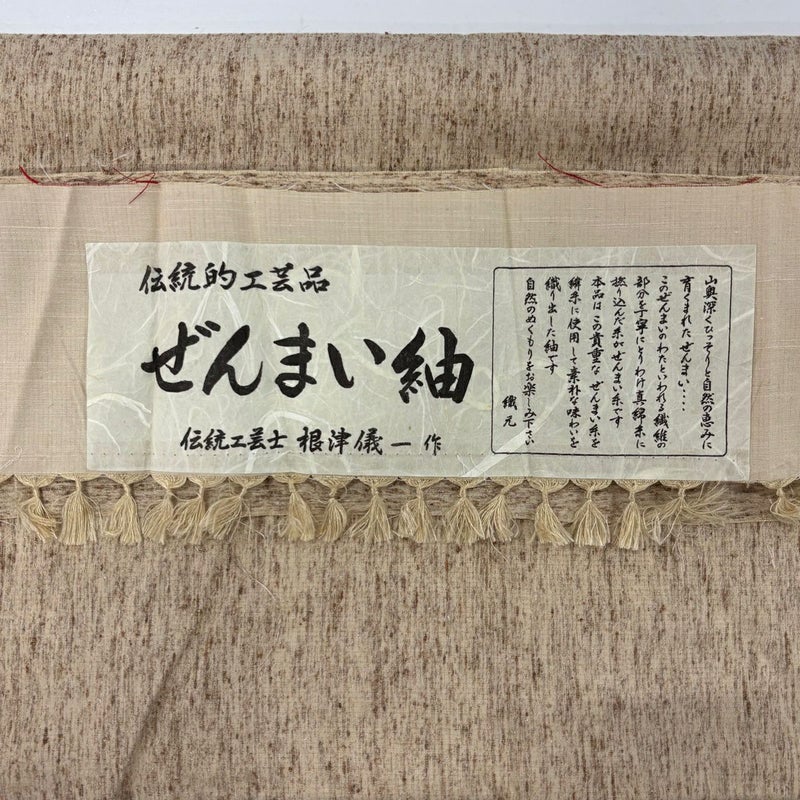 伝統的工芸品
ぜんまい紬
伝統工芸士 根津儀一 作
山奥深くひっそりと自然の恵みに
育くまれたぜんまい・・・・
このぜんまいのわたといわれる繊維の
部分を丁寧にとりわけ真綿糸に
撚り込んだ糸がぜんまい糸です
本品はこの貴重なぜんまい糸を
緯糸に使用して素朴な味わいを
織り出した紬です
自然のぬくもりをお楽しみ下さい
織元